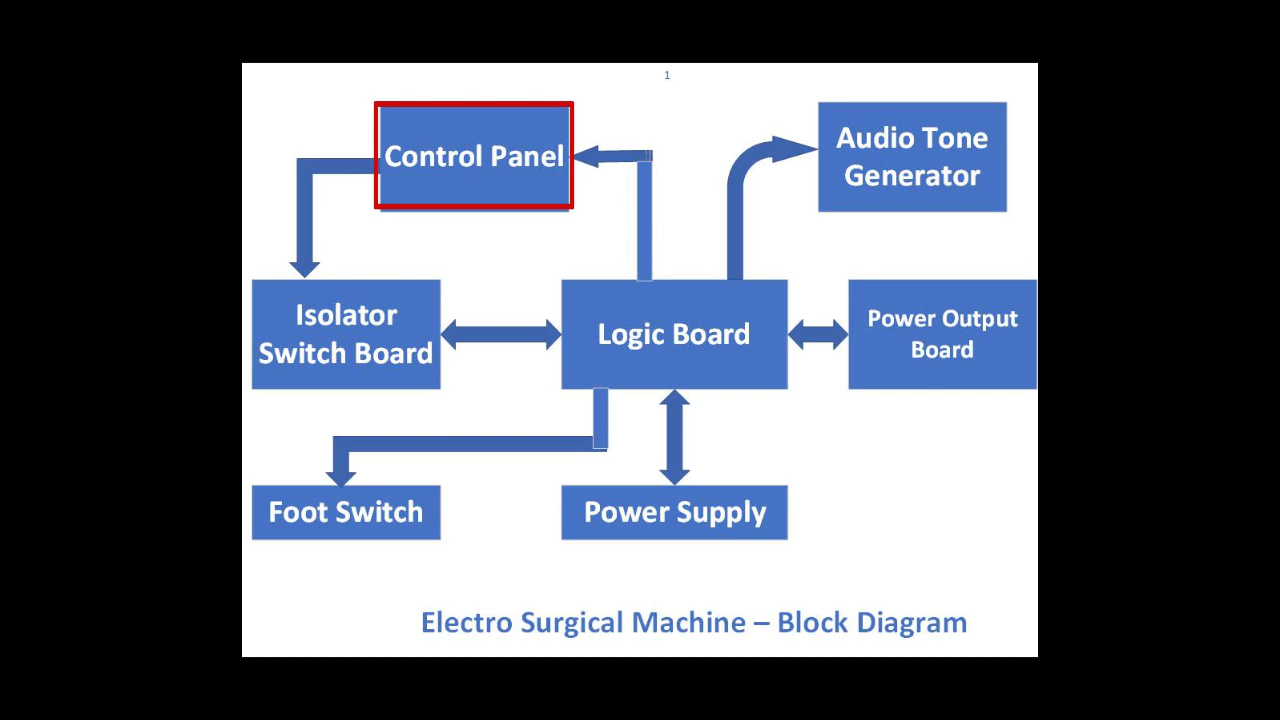 1
Control Panel
Audio Tone
Generator
Isolator
Switch Board
Logic Board
Power Output
Board
Foot Switch
Power Supply
Electro Surgical Machine – Block Diagram